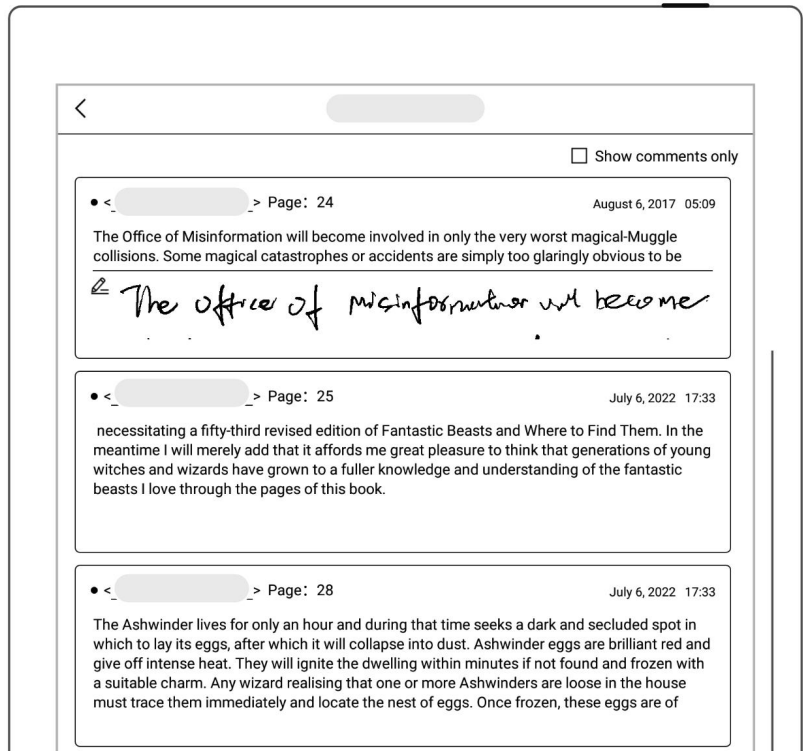 Show comments only
• <_ _> Page: 24 August 6, 2017 05:09
The Office of Misinformation will become involved in only the very worst magical-Muggle
collisions. Some magical catastrophes or accidents are simply too glaringly obvious to be
The office of misinformation will become
• <_ _> Page: 25 July 6, 2022 17:33
necessitating a fifty-third revised edition of Fantastic Beasts and Where to Find Them. In the
meantime I will merely add that it affords me great pleasure to think that generations of young
witches and wizards have grown to a fuller knowledge and understanding of the fantastic
beasts I love through the pages of this book.
• <_ _> Page: 28 July 6, 2022 17:33
The Ashwinder lives for only an hour and during that time seeks a dark and secluded spot in
which to lay its eggs, after which it will collapse into dust. Ashwinder eggs are brilliant red and
give off intense heat. They will ignite the dwelling within minutes if not found and frozen with
a suitable charm. Any wizard realising that one or more Ashwinders are loose in the house
must trace them immediately and locate the nest of eggs. Once frozen, these eggs are of